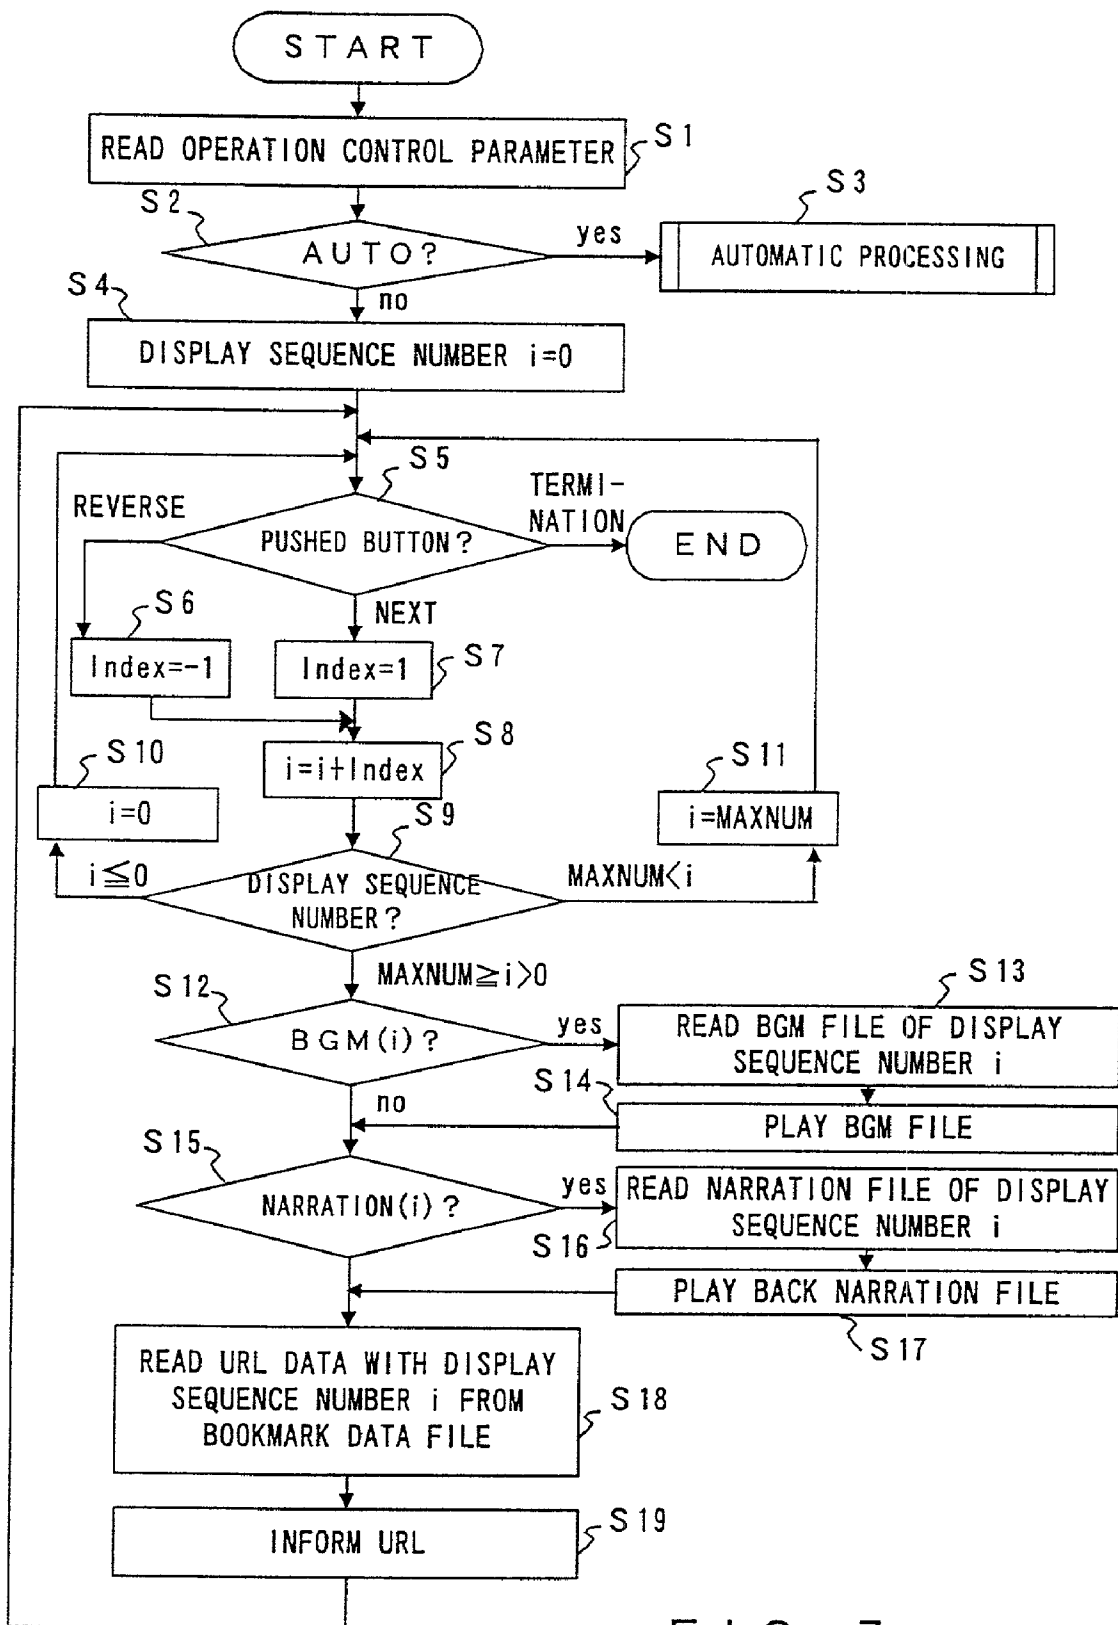 START
READ OPERATION CONTROL PARAMETER
S1
S2
AUTO?
yes
S3
AUTOMATIC PROCESSING
no
S4
DISPLAY SEQUENCE NUMBER i=0
S5
REVERSE
PUSHED BUTTON?
TERMI-
NATION
END
NEXT
S6
Index=-1
Index=1
S7
S8
i=i+Index
S10
i=0
S9
S11
i=MAXNUM
i≦0
DISPLAY SEQUENCE
NUMBER?
MAXNUM<i
MAXNUM≧i>0
S12
BGM(i)?
yes
S13
READ BGM FILE OF DISPLAY
SEQUENCE NUMBER i
no
S14
PLAY BGM FILE
S15
NARRATION(i)?
yes
READ NARRATION FILE OF DISPLAY
SEQUENCE NUMBER i
S16
PLAY BACK NARRATION FILE
S17
READ URL DATA WITH DISPLAY
SEQUENCE NUMBER i FROM
BOOKMARK DATA FILE
S18
INFORM URL
S19